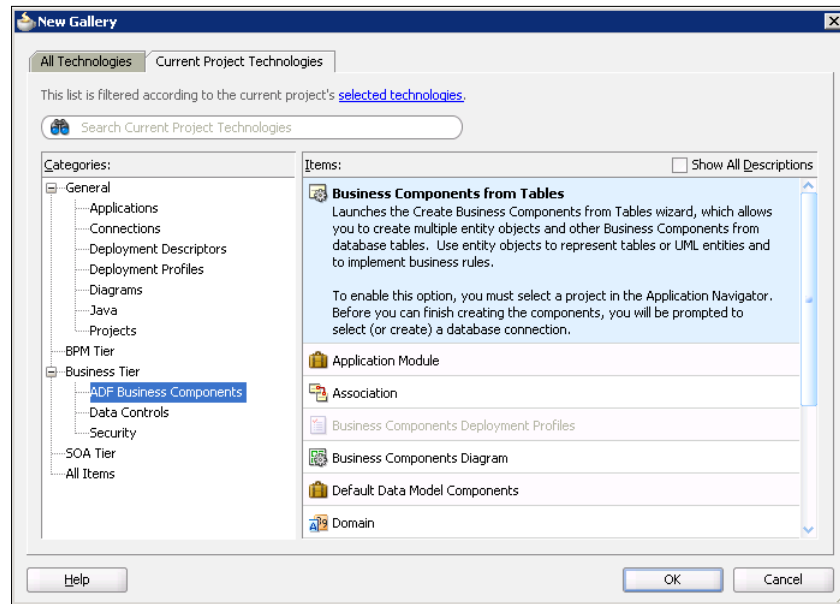 New Gallery
All Technologies
Current Project Technologies
This list is filtered according to the current project's selected technologies.
Search Current Project Technologies
Categories:
General
Applications
Connections
Deployment Descriptors
Deployment Profiles
Diagrams
Java
Projects
BPM Tier
Business Tier
ADF Business Components
Data Controls
Security
SOA Tier
All Items
Items:
Show All Descriptions
Business Components from Tables
Launches the Create Business Components from Tables wizard, which allows
you to create multiple entity objects and other Business Components from
database tables. Use entity objects to represent tables or UML entities and
to implement business rules.
To enable this option, you must select a project in the Application Navigator.
Before you can finish creating the components, you will be prompted to
select (or create) a database connection.
Application Module
Association
Business Components Deployment Profiles
Business Components Diagram
Default Data Model Components
Domain
Help
OK
Cancel